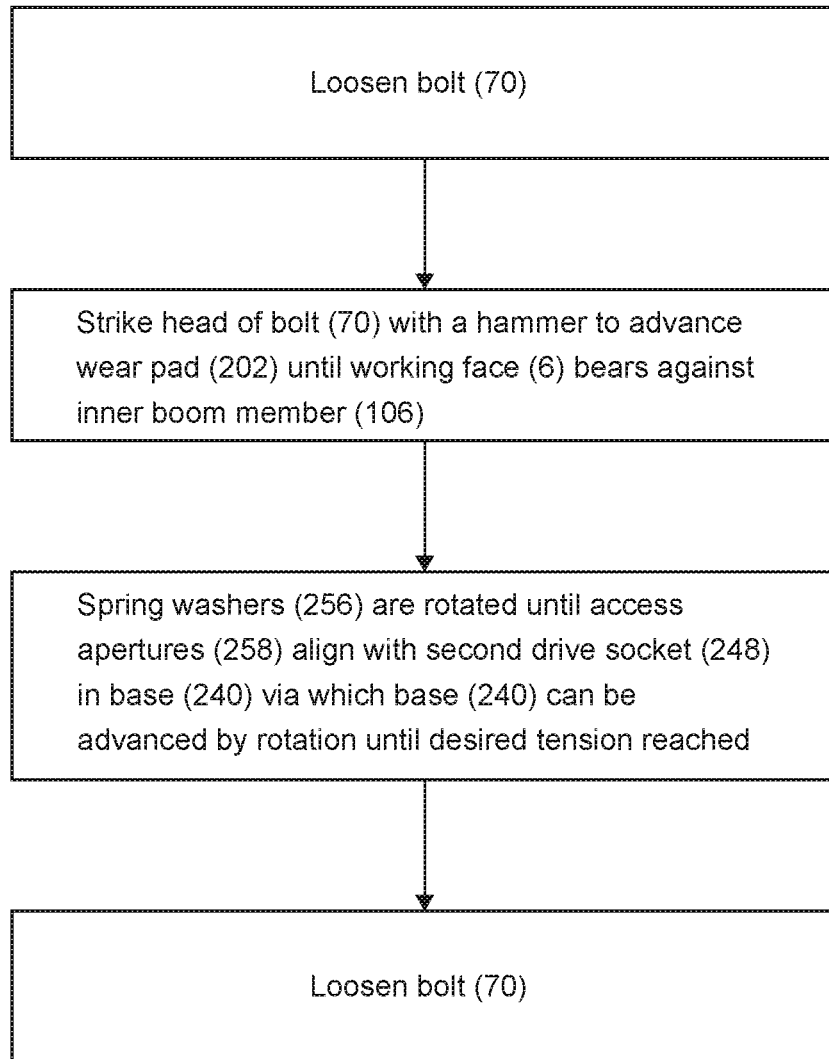 Loosen bolt (70)
Strike head of bolt (70) with a hammer to advance
wear pad (202) until working face (6) bears against
inner boom member (106)
Spring washers (256) are rotated until access
apertures (258) align with second drive socket (248)
in base (240) via which base (240) can be
advanced by rotation until desired tension reached
Loosen bolt (70)